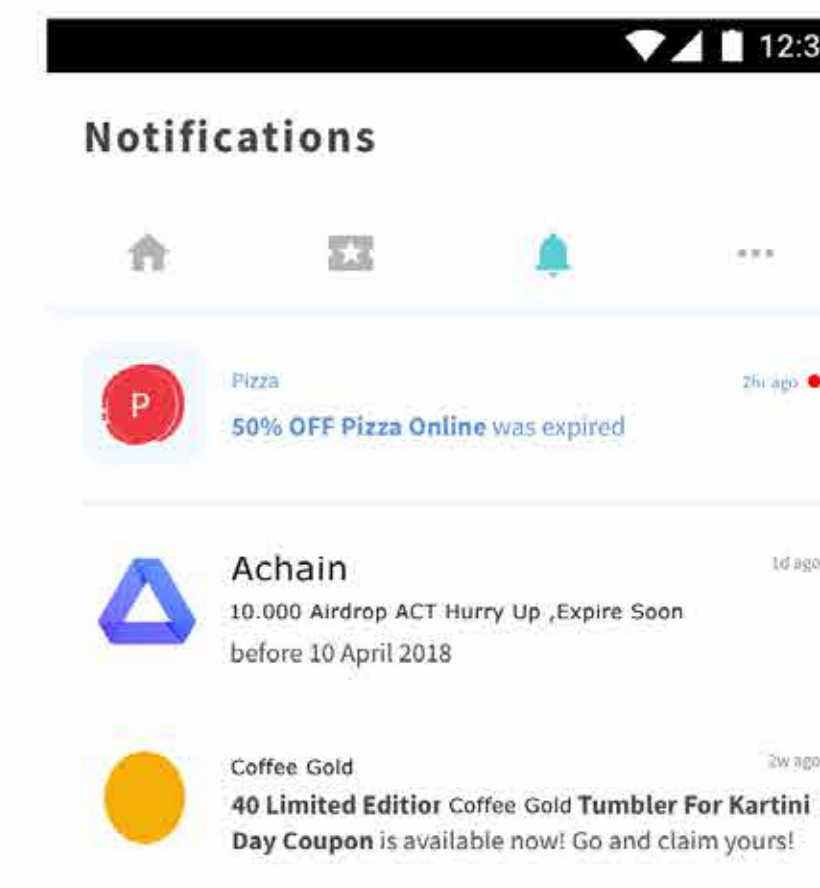 12:3
Notifications
Pizza
2hr ago
P
50% OFF Pizza Online was expired
Achain
1d ago
10.000 Airdrop ACT Hurry Up ,Expire Soon
before 10 April 2018
Coffee Gold
2w ago
40 Limited Editior Coffee Gold Tumbler For Kartini
Day Coupon is available now! Go and claim yours!